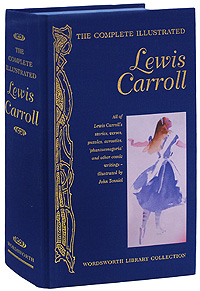 THE COMPLETE
ILLUSTRATED
Lewis
Carroll
WORDSWORTH
THE COMPLETE ILLUSTRATED
Lewis
Carroll
All of
Lewis Carroll's
stories, verses,
puzzles, acrostics,
'phantasmagoria'
and other comic
writings –
illustrated by
John Tenniel
WORDSWORTH LIBRARY COLLECTION